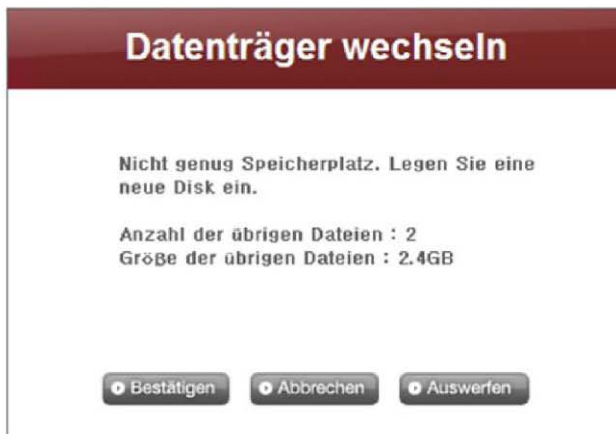 Datenträger wechseln
Nicht genug Speicherplatz. Legen Sie eine
neue Disk ein.
Anzahl der übrigen Dateien : 2
Größe der übrigen Dateien : 2.4GB
Bestätigen
Abbrechen
Auswerfen